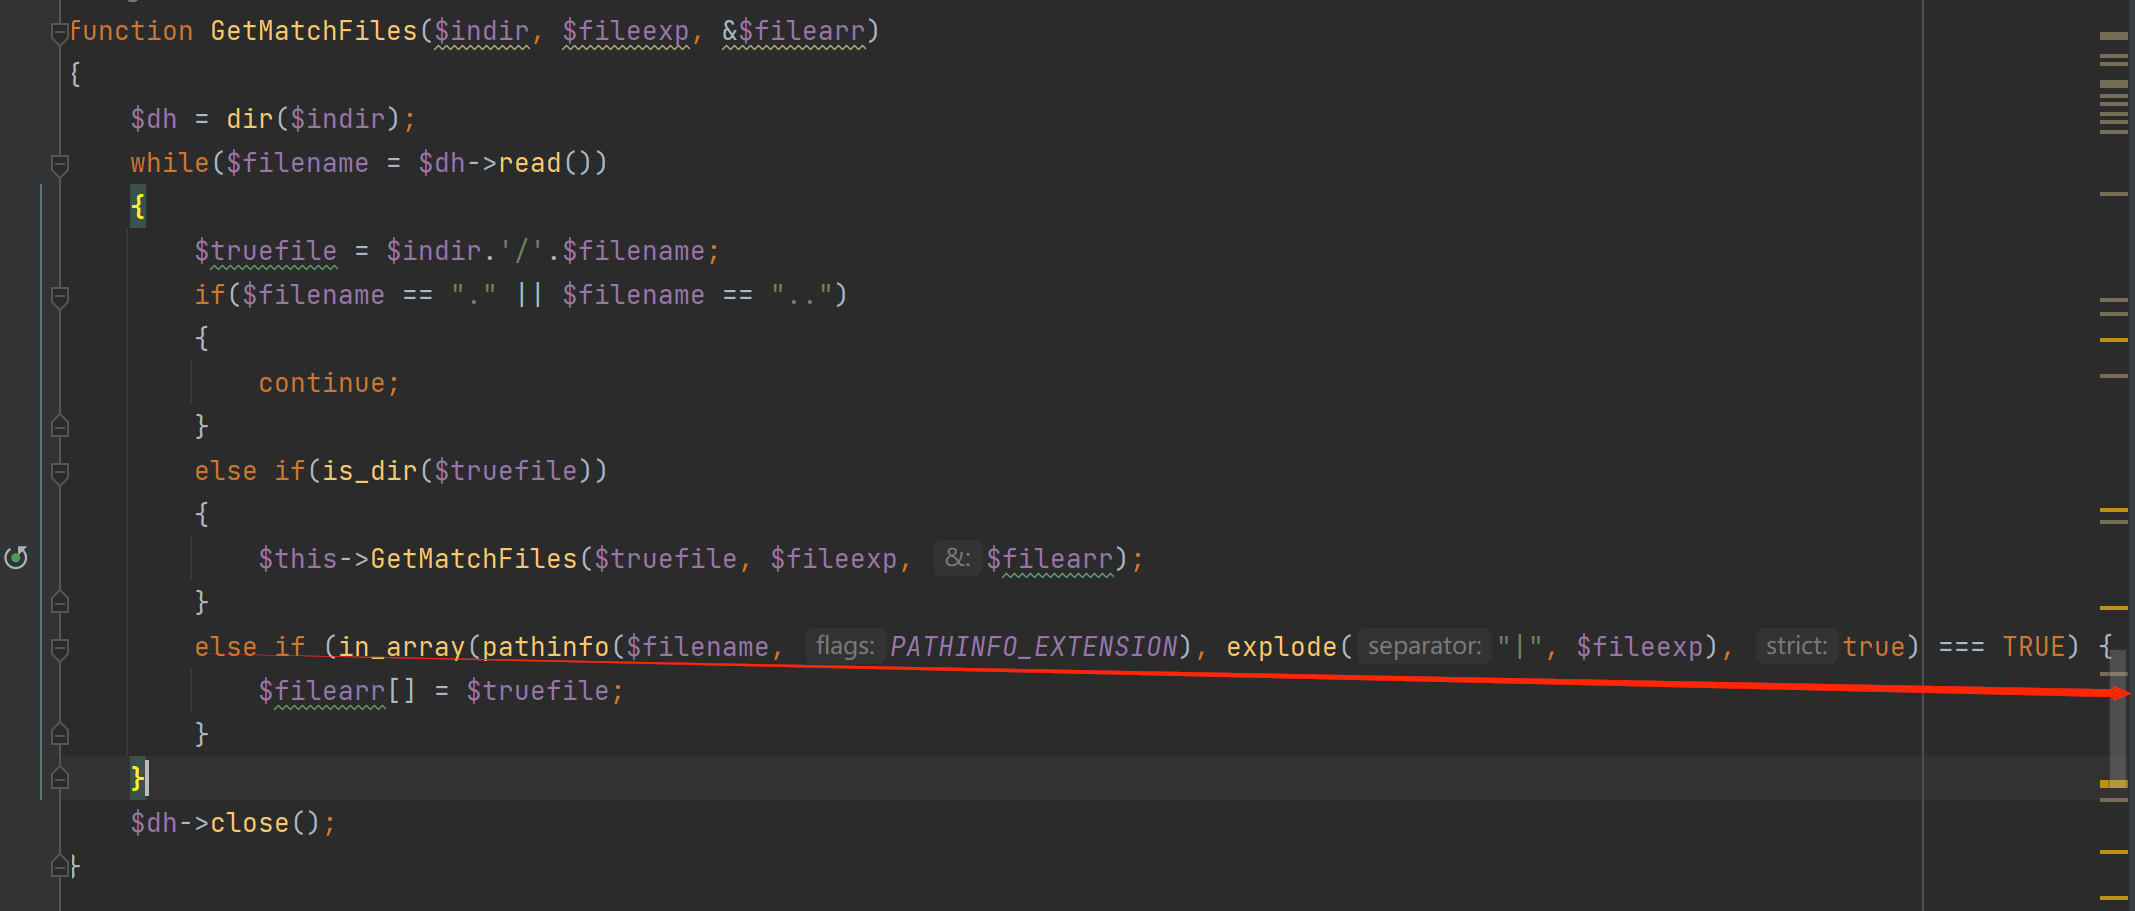 function GetMatchFiles($indir, $fileexp, &$filearr)
{
$dh = dir($indir);
while($filename = $dh->read())
{
$truefile = $indir.'/'.$filename;
if($filename == "." || $filename == "..")
{
continue;
}
else if(is_dir($truefile))
{
$this->GetMatchFiles($truefile, $fileexp, &: $filearr);
}
else if (in_array(pathinfo($filename, flags: PATHINFO_EXTENSION), explode( separator: "|", $fileexp), strict: true) === TRUE) {
$filearr[] = $truefile;
}
}
$dh->close();
}